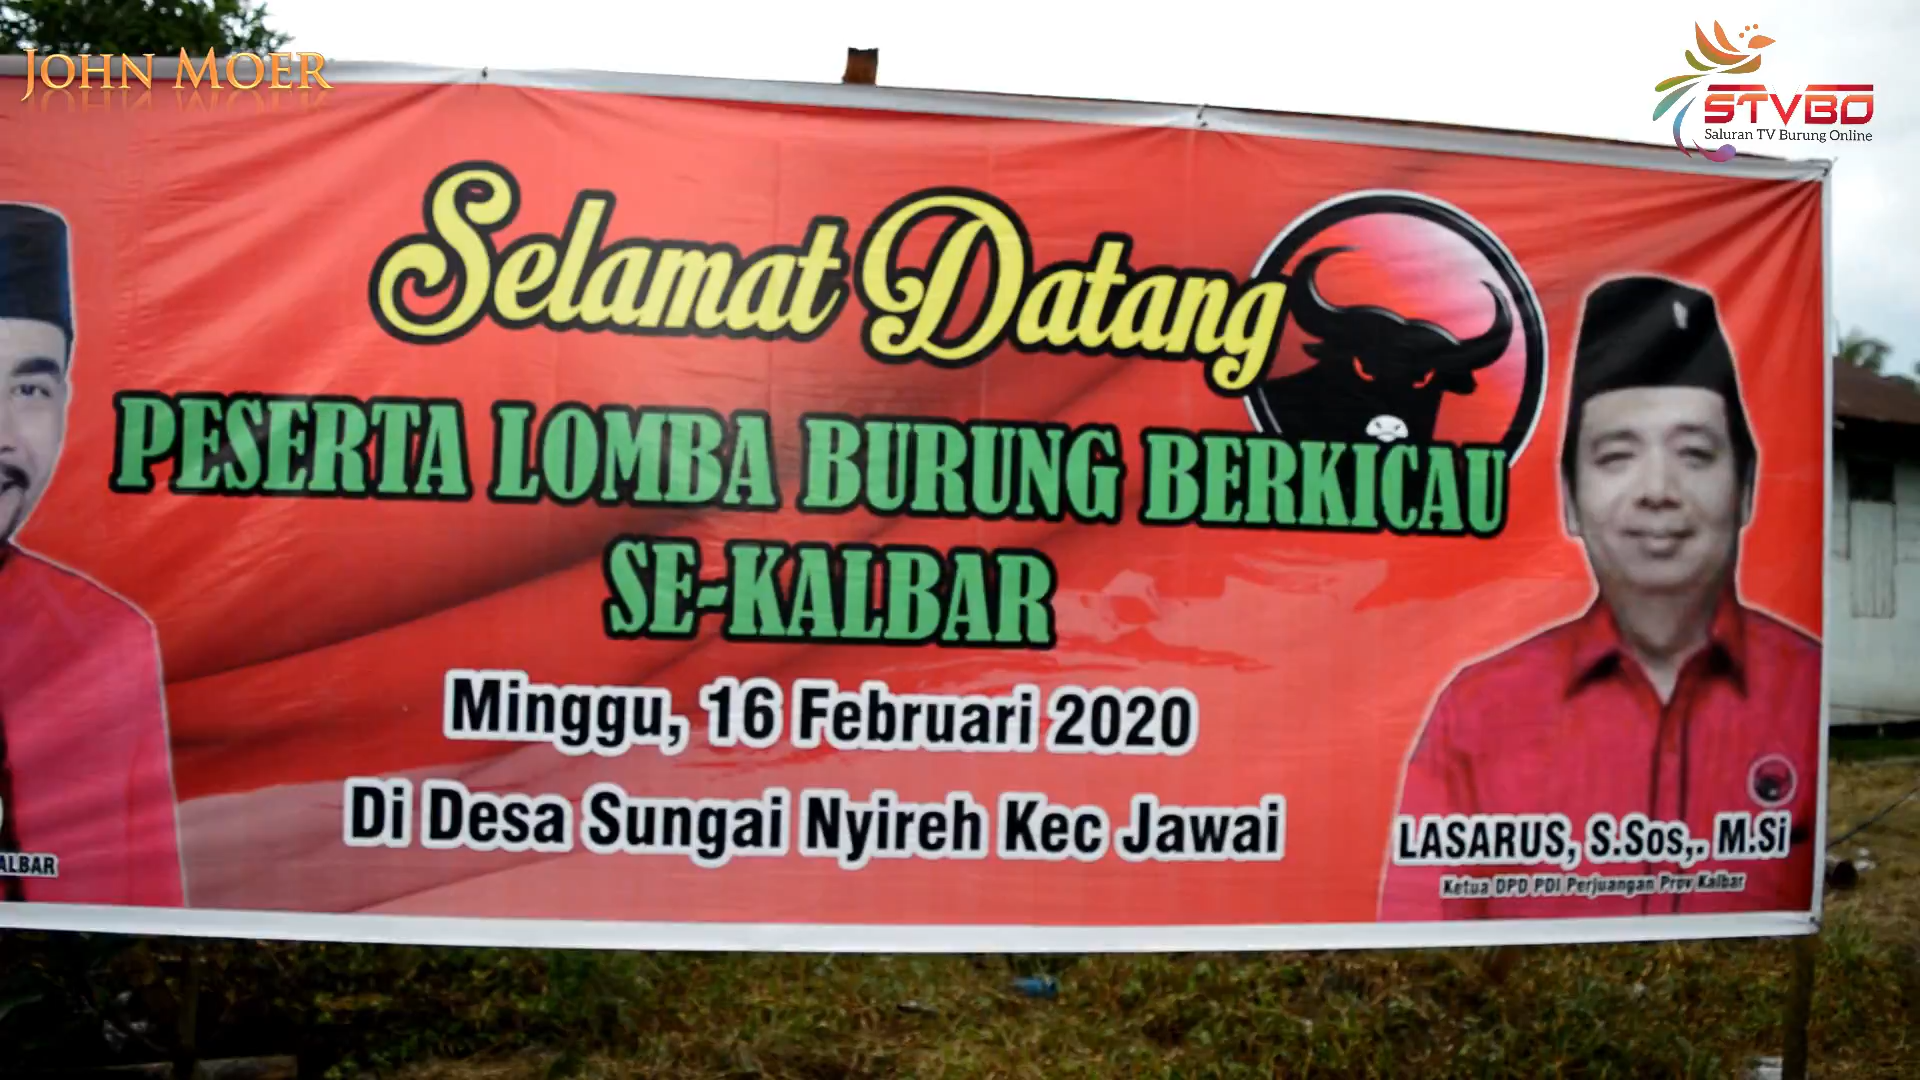 JOHN MOER
STVBO
Saluran TV Burung Online
Selamat Datang
PESERTA LOMBA BURUNG BERKICAU
SE-KALBAR
Minggu, 16 Februari 2020
Di Desa Sungai Nyireh Kec Jawai
LASARUS, S.Sos,. M.Si
Ketua DPD PDI Perjuangan Prov Kalbar
ALBAR